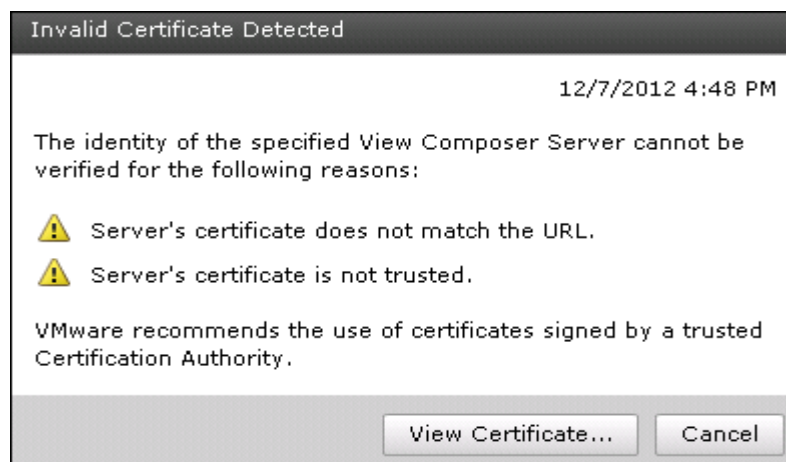 Invalid Certificate Detected
12/7/2012 4:48 PM
The identity of the specified View Composer Server cannot be
verified for the following reasons:
Server's certificate does not match the URL.
Server's certificate is not trusted.
VMware recommends the use of certificates signed by a trusted
Certification Authority.
View Certificate... Cancel